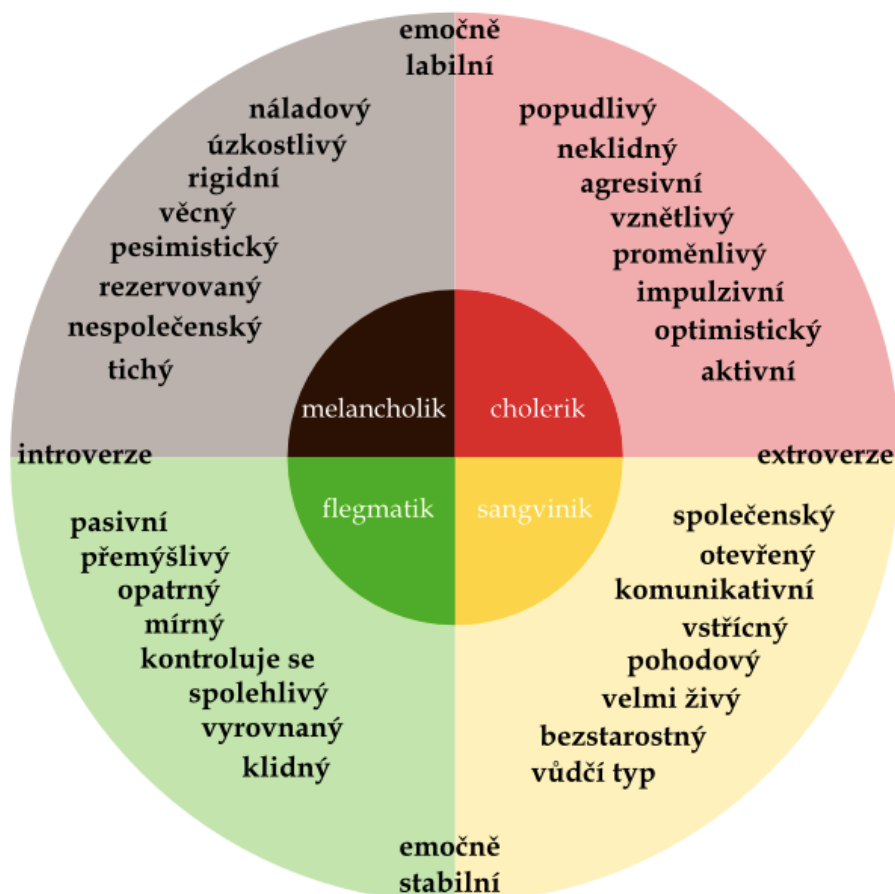 emočně
labilní
náladový
úzkostlivý
rigidní
věcný
pesimistický
rezervovaný
nespolečenský
tichý
popudlivý
neklidný
agresivní
vznětlivý
proměnlivý
impulzivní
optimistický
aktivní
melancholik
cholerik
introverze
extroverze
flegmatik
sangvinik
pasivní
přemýšlivý
opatrný
mírný
kontroluje se
spolehlivý
vyrovnaný
klidný
společenský
otevřený
komunikativní
vstřícný
pohodový
velmi živý
bezstarostný
vůdčí typ
emočně
stabilní